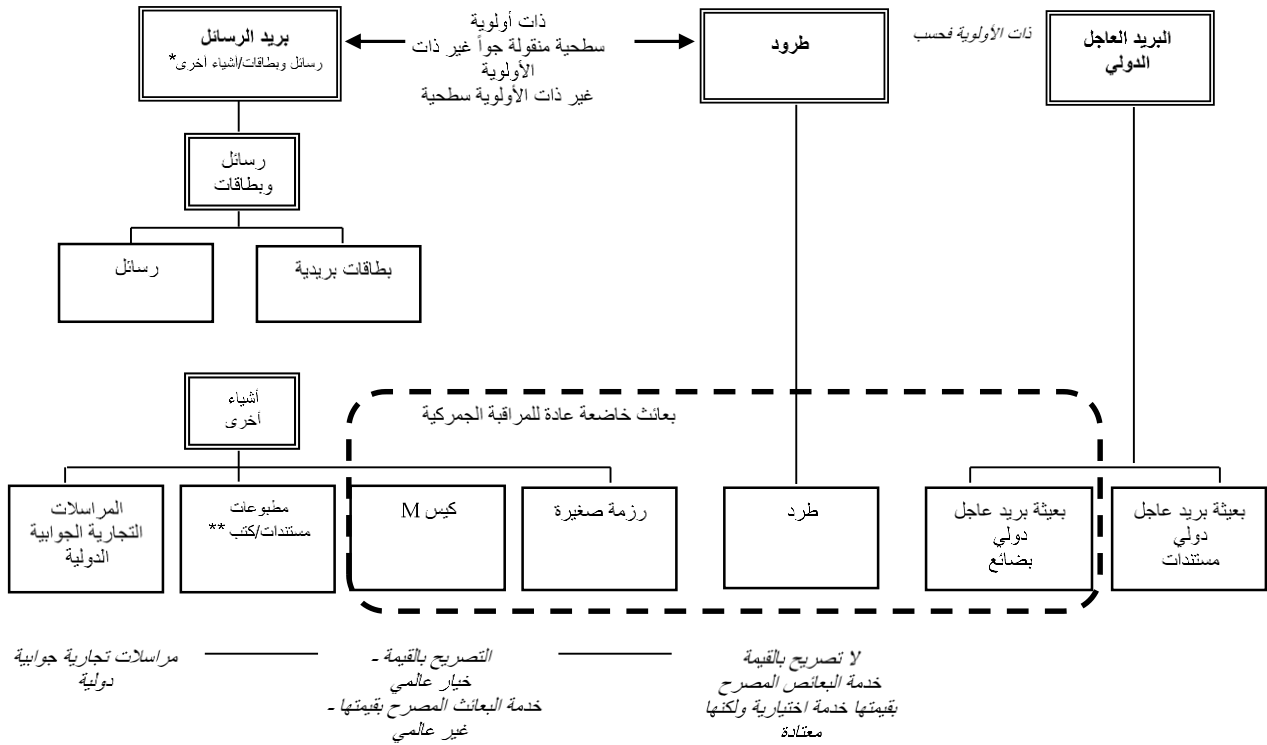 البريد العاجل
الدولي
ذات الأولوية فحسب
طرود
ذات أولوية
سطحية منقولة جواً غير ذات
الأولوية
غير ذات الأولوية سطحية
بريد الرسائل
رسائل وبطاقات/أشياء أخرى*
رسائل
وبطاقات
بطاقات بريدية
رسائل
أشياء
أخرى
بعائث خاضعة عادة للمراقبة الجمركية
بعيثة بريد عاجل
دولي
مستندات
بعيثة بريد عاجل
دولي
بضائع
طرد
رزمة صغيرة
كيس M
مطبوعات
مستندات/كتب **
المراسلات
التجارية الجوابية
الدولية
لا تصريح بالقيمة
خدمة البعائص المصرح
بقيمتها خدمة اختيارية ولكنها
معتادة
التصريح بالقيمة -
خيار عالمي
خدمة البعائث المصرح بقيمتها -
غير عالمي
مراسلات تجارية جوابية
دولية